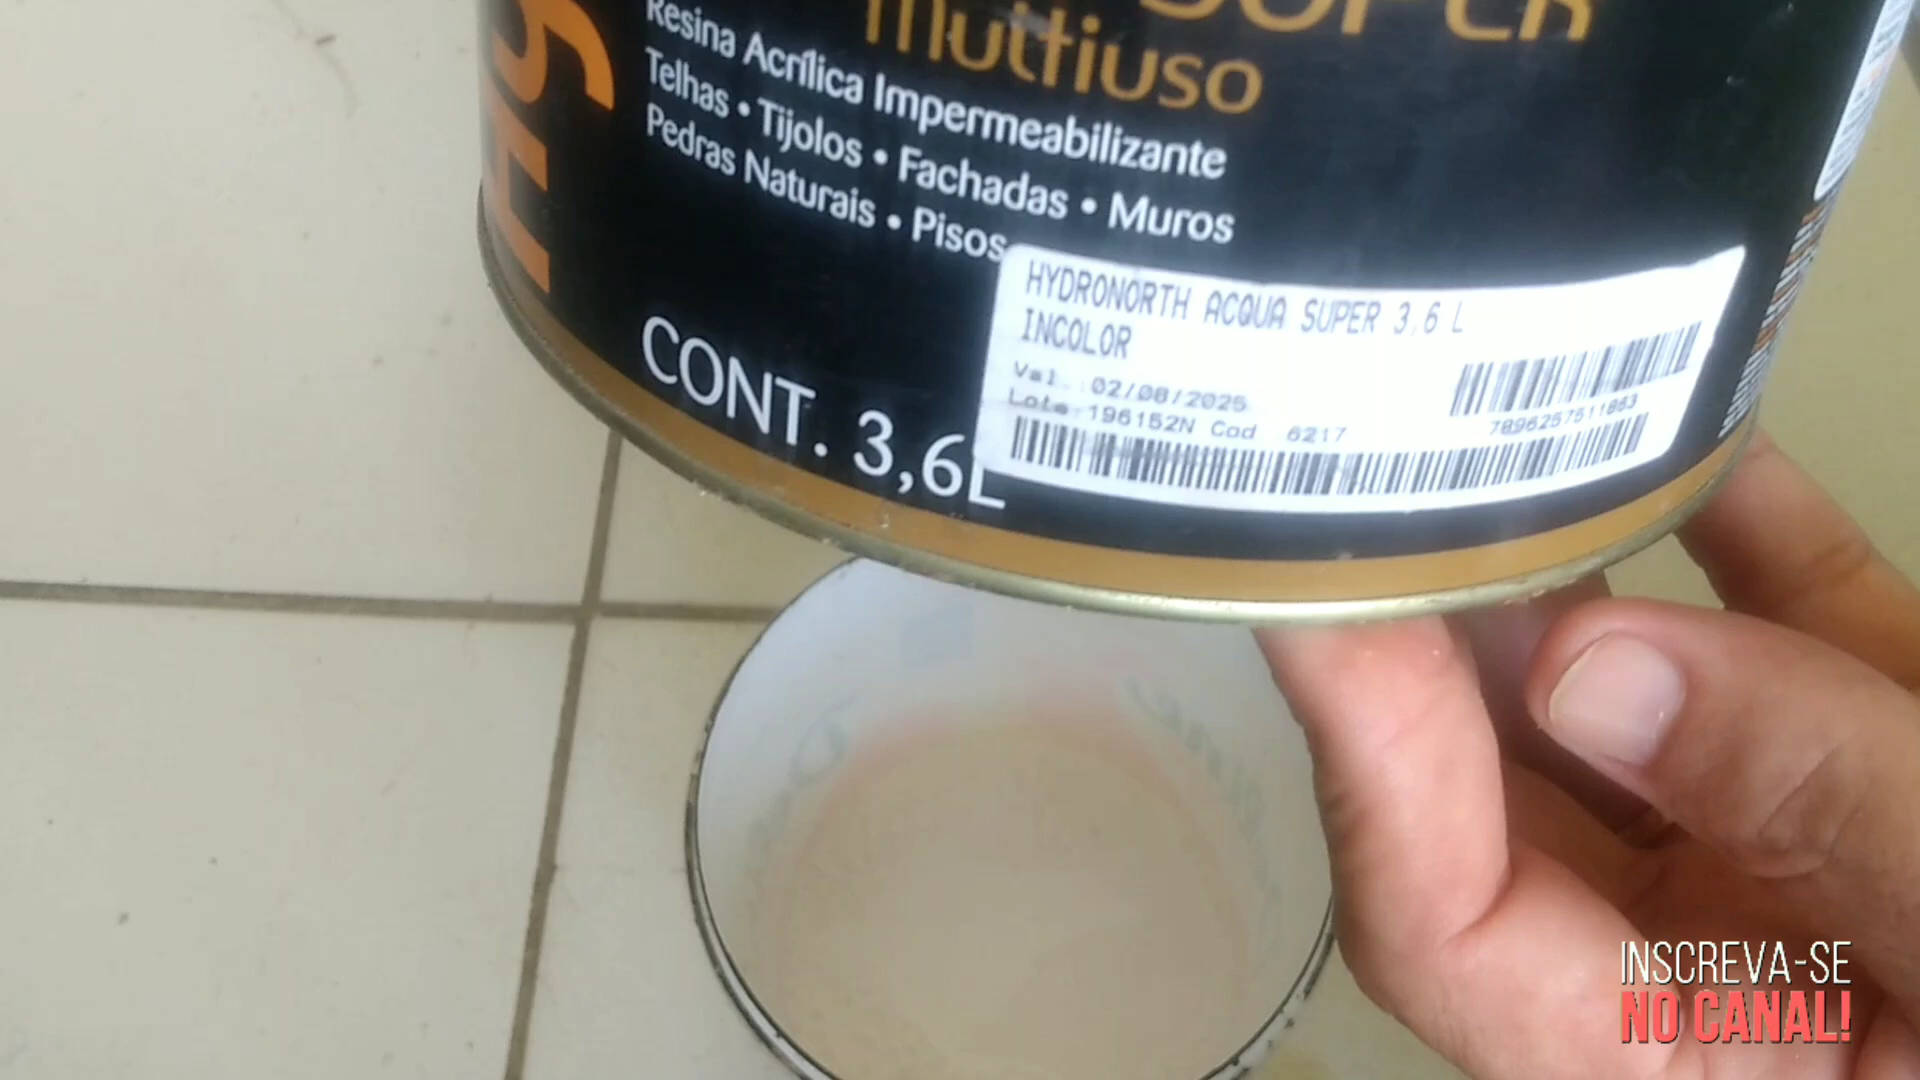 SUPER
Multiuso
Resina Acrílica Impermeabilizante
Telhas • Tijolos • Fachadas • Muros
Pedras Naturais • Pisos
HYDRONORTH ACQUA SUPER 3,6 L
INCOLOR
Val.: 02/08/2025
Lote 196152N Cod 6217
7896257511863
CONT. 3,6L
INSCREVA-SE
NO CANAL!